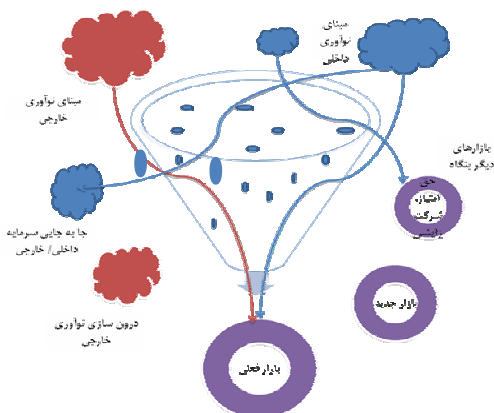 مبنای
نوآوری
داخلی
مبنای نوآوری
خارجی
بازارهای
دیگر بنگاه
حق
امتیاز،
شرکت
زایشی
جا به جایی سرمایه
داخلی/ خارجی
بازار جدید
درون سازی نوآوری
خارجی
بازار فعلی